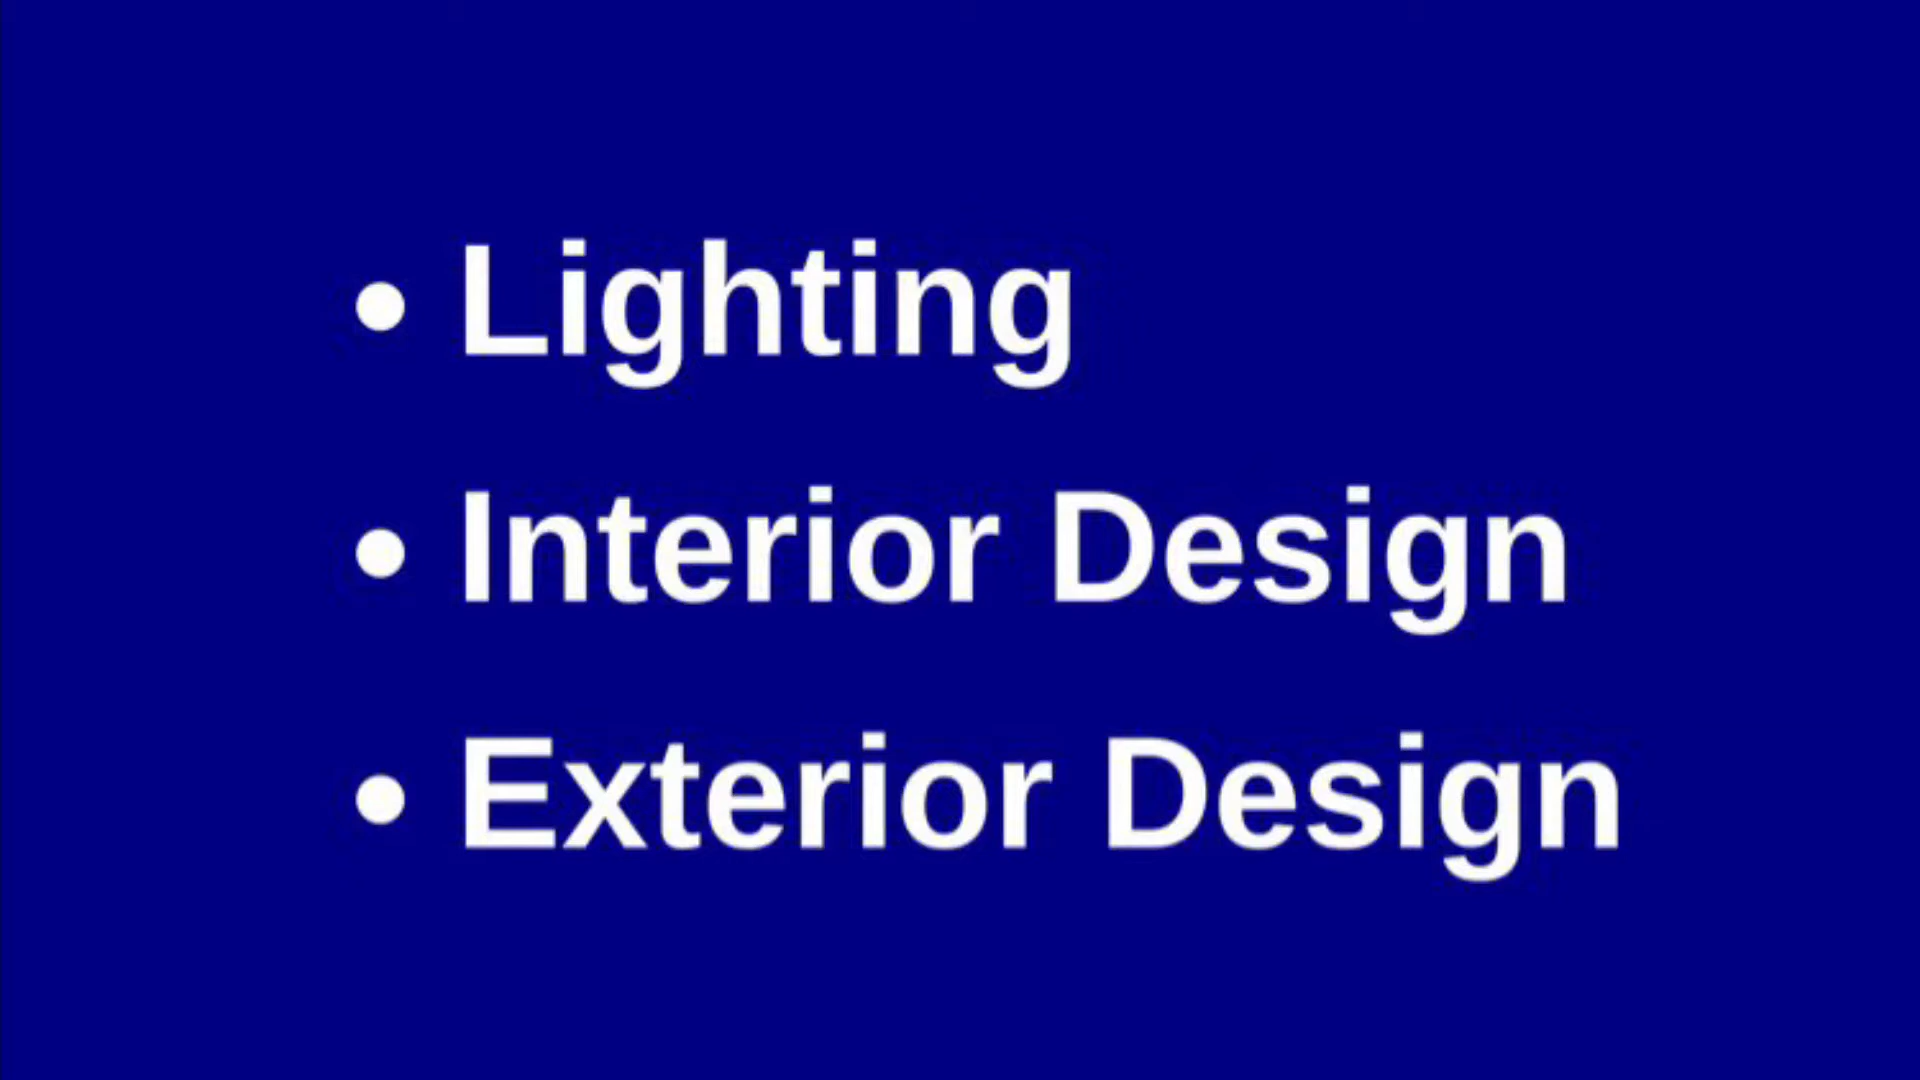 • Lighting
• Interior Design
• Exterior Design